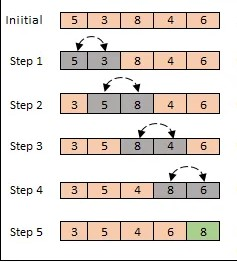 Iniitial 5 3 8 4 6
Step 1 5 3 8 4 6
Step 2 3 5 8 4 6
Step 3 3 5 8 4 6
Step 4 3 5 4 8 6
Step 5 3 5 4 6 8